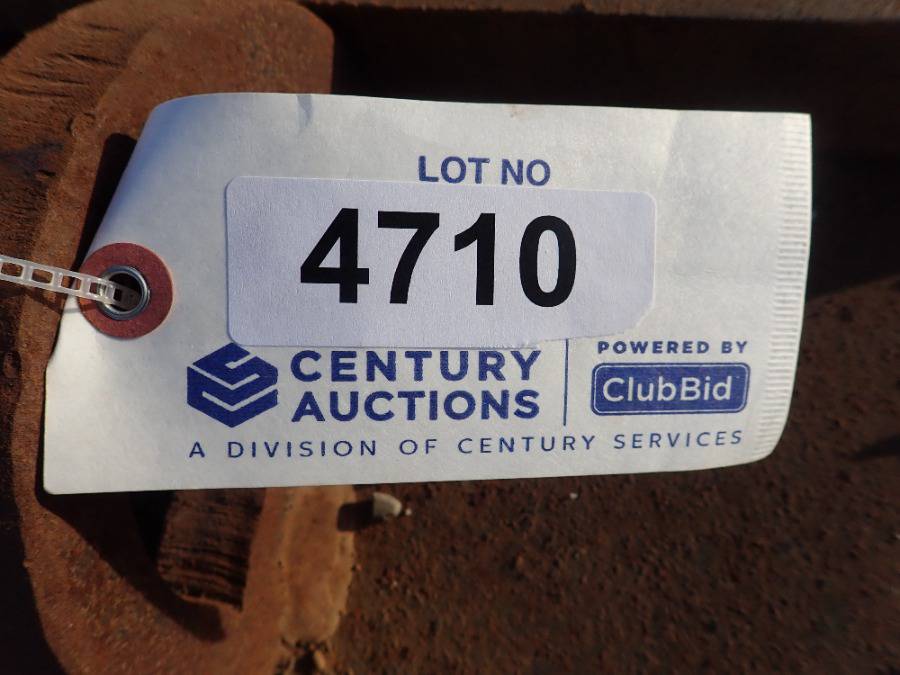 LOT NO
4710
CENTURY
AUCTIONS
POWERED BY
ClubBid
A DIVISION OF CENTURY SERVICES